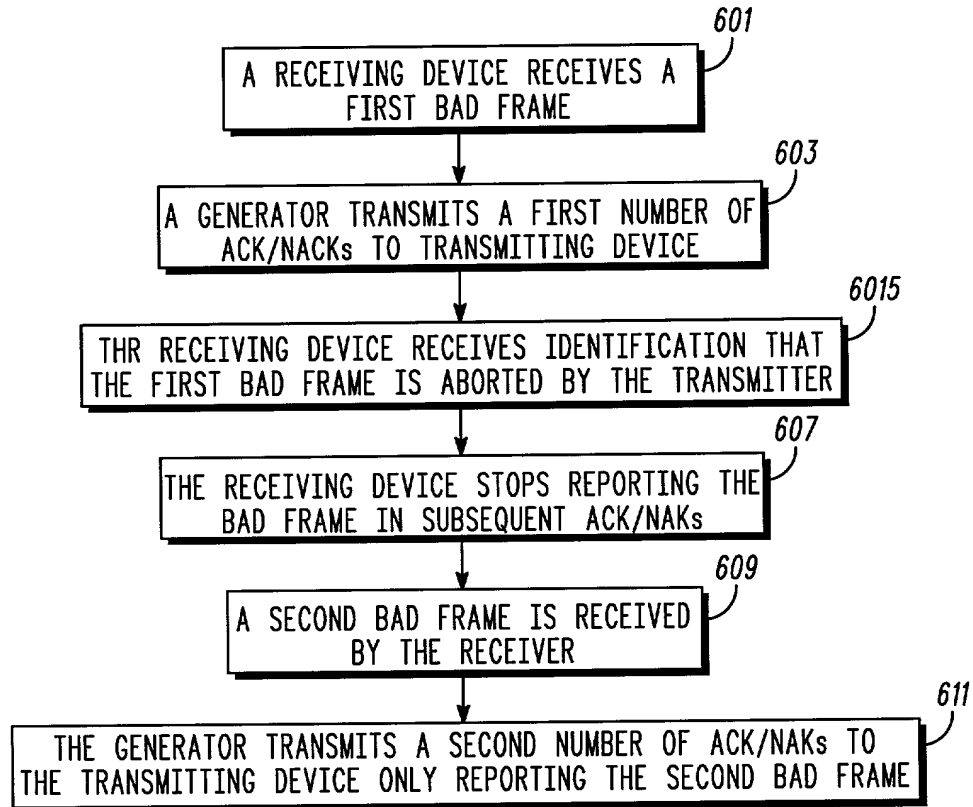 601
A RECEIVING DEVICE RECEIVES A
FIRST BAD FRAME
603
A GENERATOR TRANSMITS A FIRST NUMBER OF
ACK/NACKs TO TRANSMITTING DEVICE
6015
THR RECEIVING DEVICE RECEIVES IDENTIFICATION THAT
THE FIRST BAD FRAME IS ABORTED BY THE TRANSMITTER
607
THE RECEIVING DEVICE STOPS REPORTING THE
BAD FRAME IN SUBSEQUENT ACK/NAKs
609
A SECOND BAD FRAME IS RECEIVED
BY THE RECEIVER
611
THE GENERATOR TRANSMITS A SECOND NUMBER OF ACK/NAKs TO
THE TRANSMITTING DEVICE ONLY REPORTING THE SECOND BAD FRAME